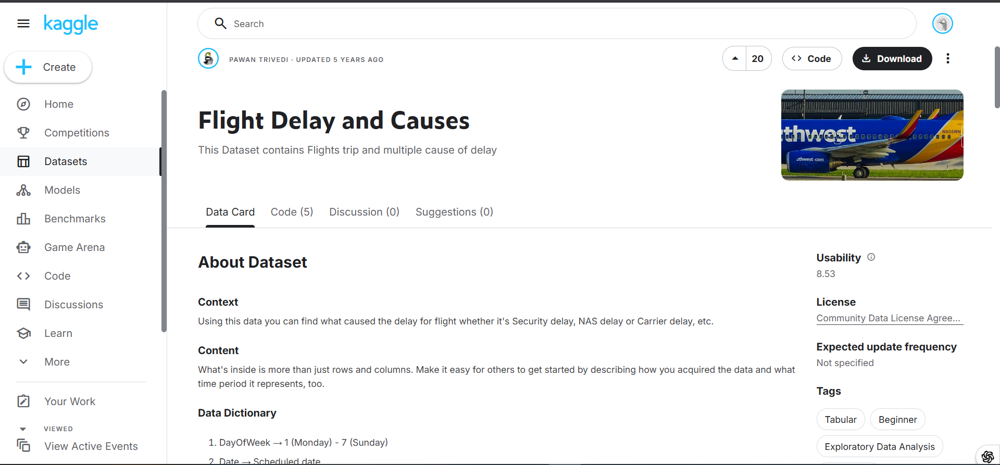 kaggle
Search
Create
Home
Competitions
Datasets
Models
Benchmarks
Game Arena
Code
Discussions
Learn
More
Your Work
VIEWED
View Active Events
PAWAN TRIVEDI · UPDATED 5 YEARS AGO
20
Code
Download
Flight Delay and Causes
This Dataset contains Flights trip and multiple cause of delay
thwest
N905WN
uthwest.com
Data Card
Code (5)
Discussion (0)
Suggestions (0)
About Dataset
Context
Using this data you can find what caused the delay for flight whether it's Security delay, NAS delay or Carrier delay, etc.
Content
What's inside is more than just rows and columns. Make it easy for others to get started by describing how you acquired the data and what
time period it represents, too.
Data Dictionary
1. DayOfWeek → 1 (Monday) - 7 (Sunday)
2. Date → Scheduled date
Usability
8.53
License
Community Data License Agree...
Expected update frequency
Not specified
Tags
Tabular
Beginner
Exploratory Data Analysis